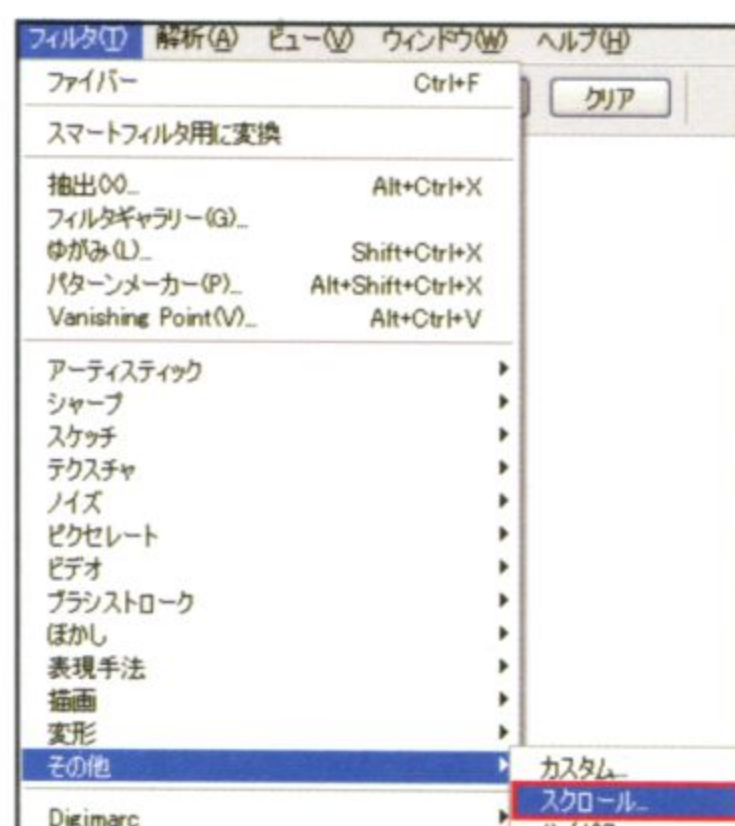 フィルタ(T) 解析(A) ビュー(V) ウィンドウ(W) ヘルプ(H)
ファイバー Ctrl+F
クリア
スマートフィルタ用に変換
抽出(X)... Alt+Ctrl+X
フィルタギャラリー(G)...
ゆがみ(L)... Shift+Ctrl+X
パターンメーカー(P)... Alt+Shift+Ctrl+X
Vanishing Point(V)... Alt+Ctrl+V
アーティスティック
シャープ
スケッチ
テクスチャ
ノイズ
ピクセレート
ビデオ
ブラシストローク
ぼかし
表現手法
描画
変形
その他
カスタム...
スクロール...
Digimarc